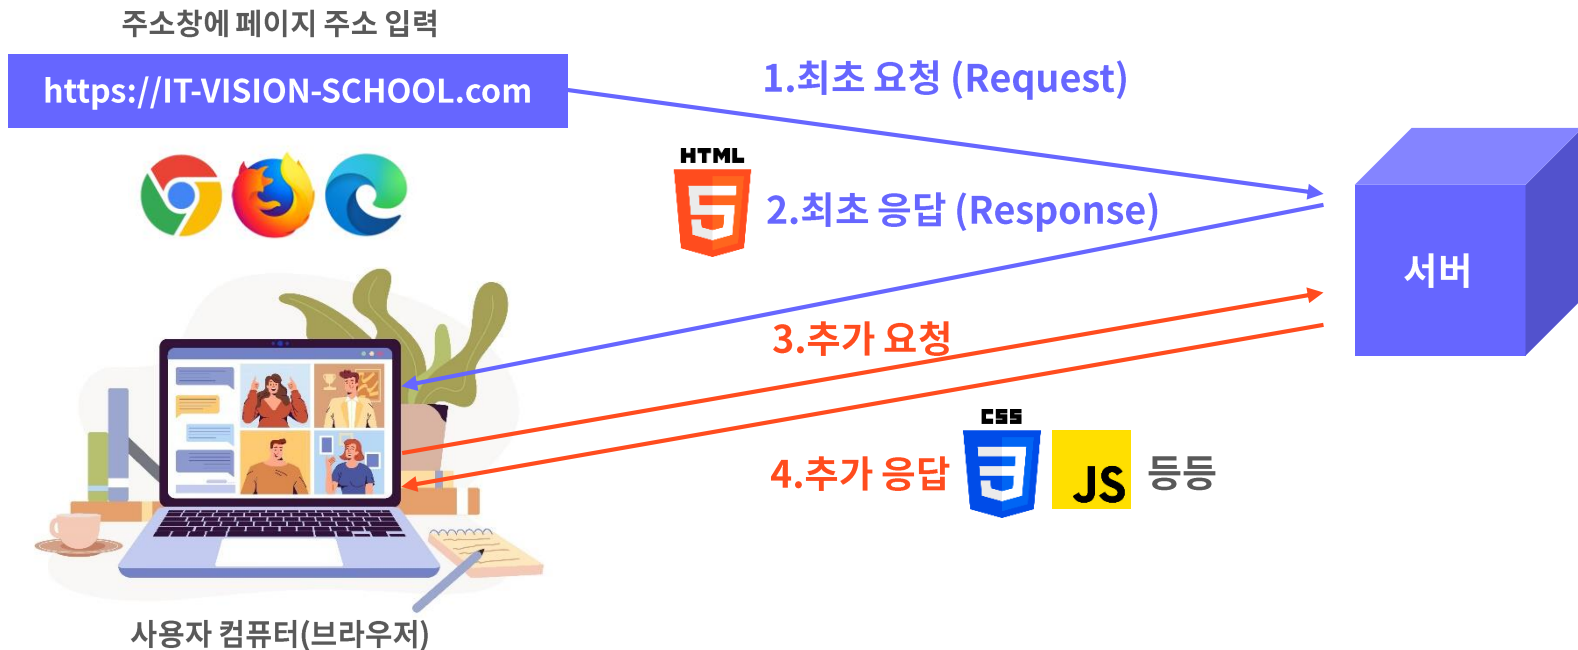 주소창에 페이지 주소 입력
https://IT-VISION-SCHOOL.com
1.최초 요청 (Request)
HTML
5
2.최초 응답 (Response)
서버
3.추가 요청
CSS
3
4.추가 응답
JS
등등
사용자 컴퓨터(브라우저)